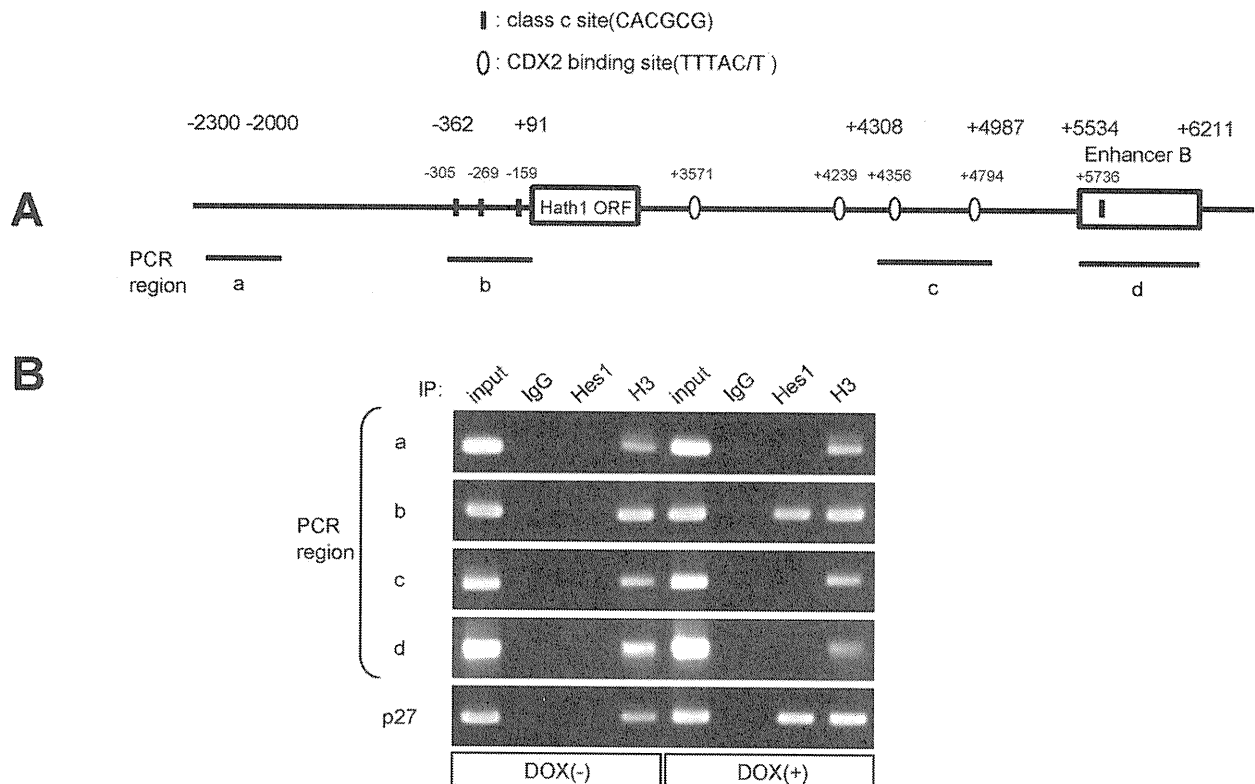 : class c site(CACGCG)
: CDX2 binding site(TTTAC/T )
-2300 -2000 -362 +91 +4308 +4987 +5534 +6211
Enhancer B
-305 -269 -159 +3571 +4239 +4356 +4794 +5736
A
Hath1 ORF
PCR
region
a b c d
B
IP: input IgG Hes1 H3 input IgG Hes1 H3
PCR
region
a
b
c
d
p27
DOX(-) DOX(+)